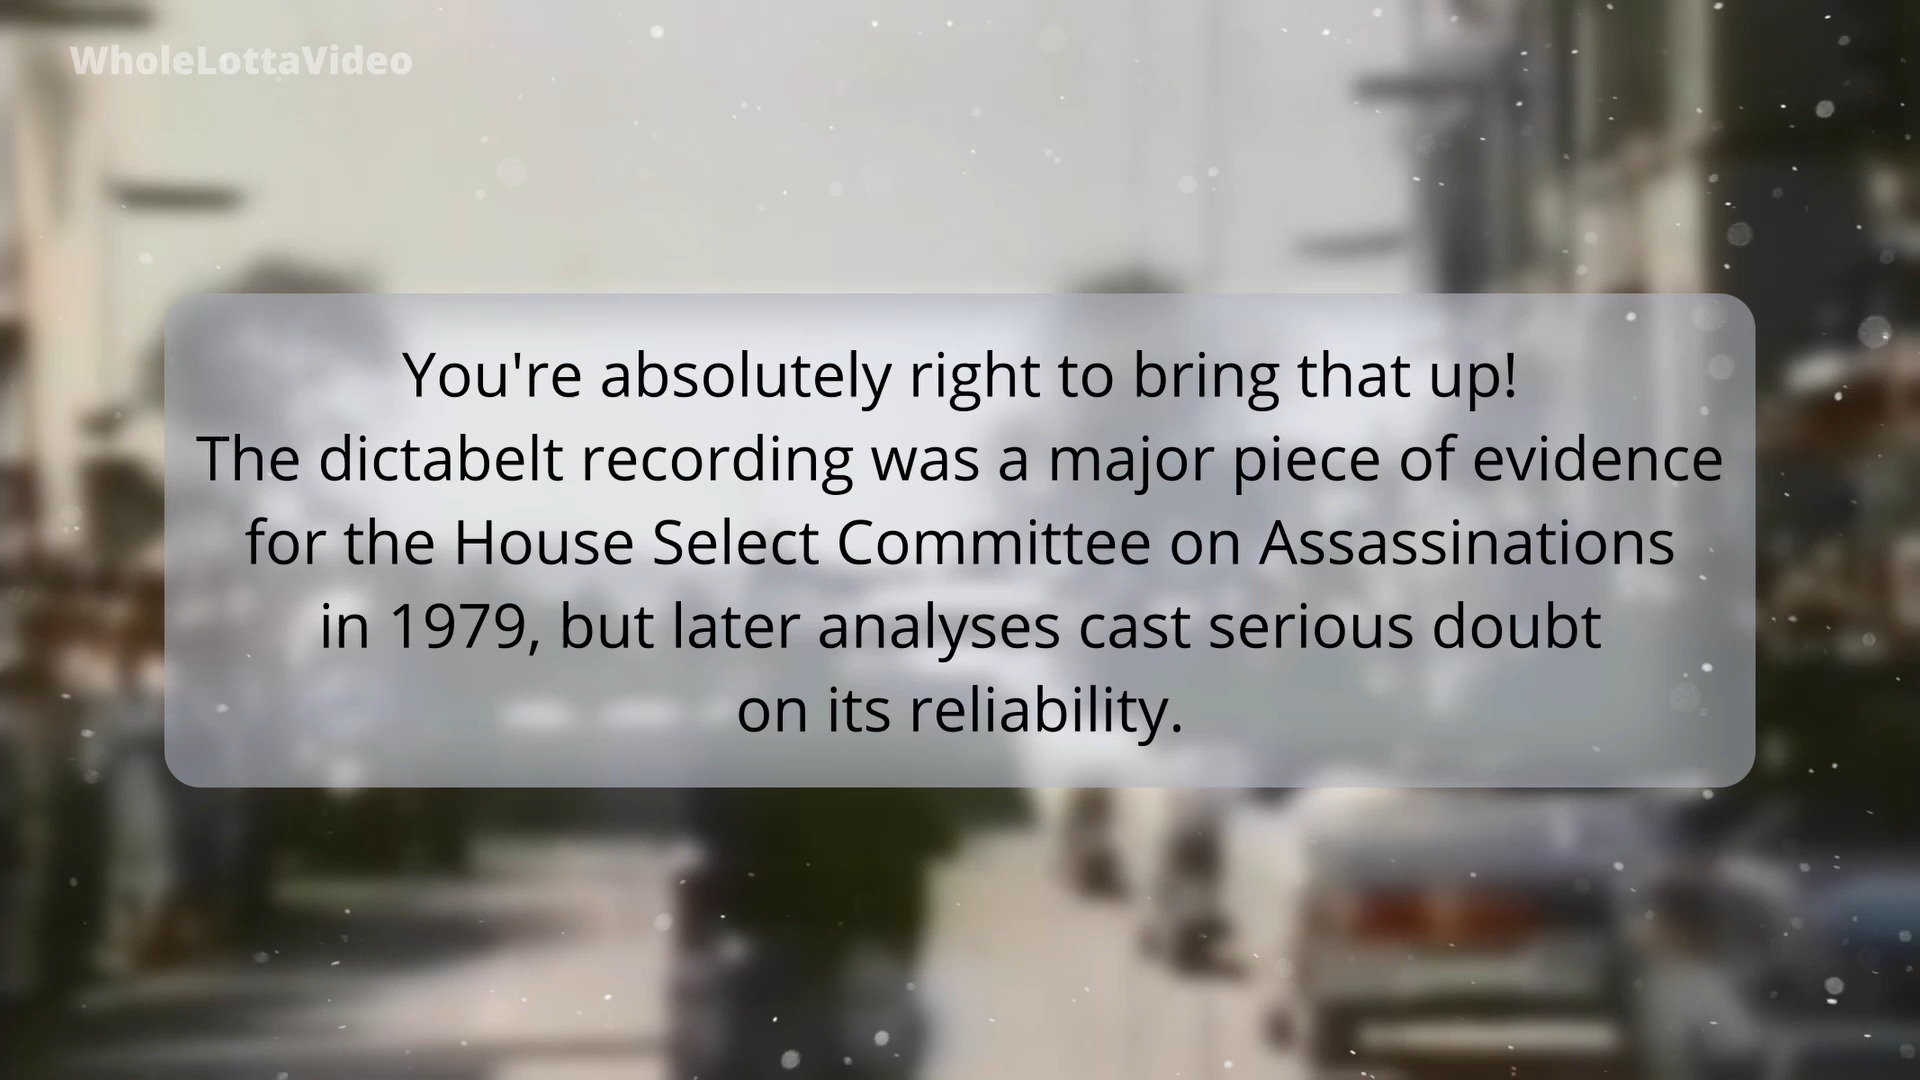 WholeLottaVideo
You're absolutely right to bring that up!
The dictabelt recording was a major piece of evidence
for the House Select Committee on Assassinations
in 1979, but later analyses cast serious doubt
on its reliability.